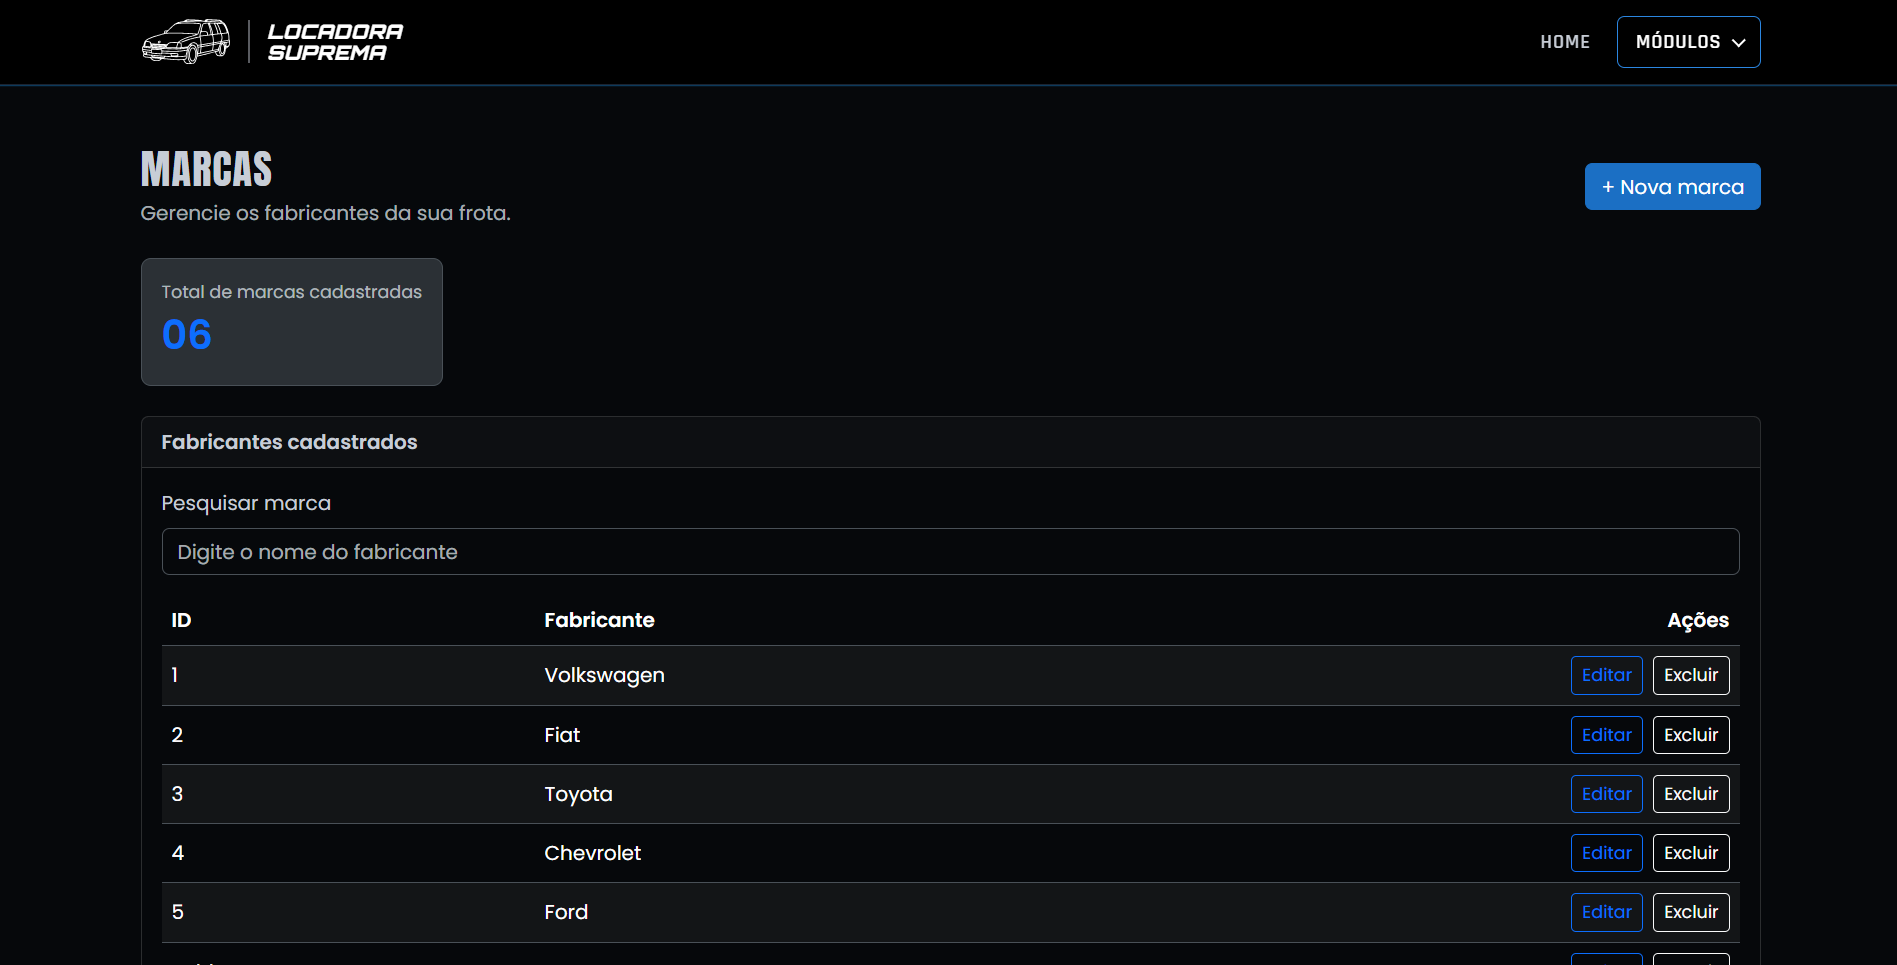 LOCADORA
SUPREMA
HOME
MÓDULOS
MARCAS
Gerencie os fabricantes da sua frota.
+ Nova marca
Total de marcas cadastradas
06
Fabricantes cadastrados
Pesquisar marca
Digite o nome do fabricante
ID Fabricante Ações
1 Volkswagen Editar Excluir
2 Fiat Editar Excluir
3 Toyota Editar Excluir
4 Chevrolet Editar Excluir
5 Ford Editar Excluir